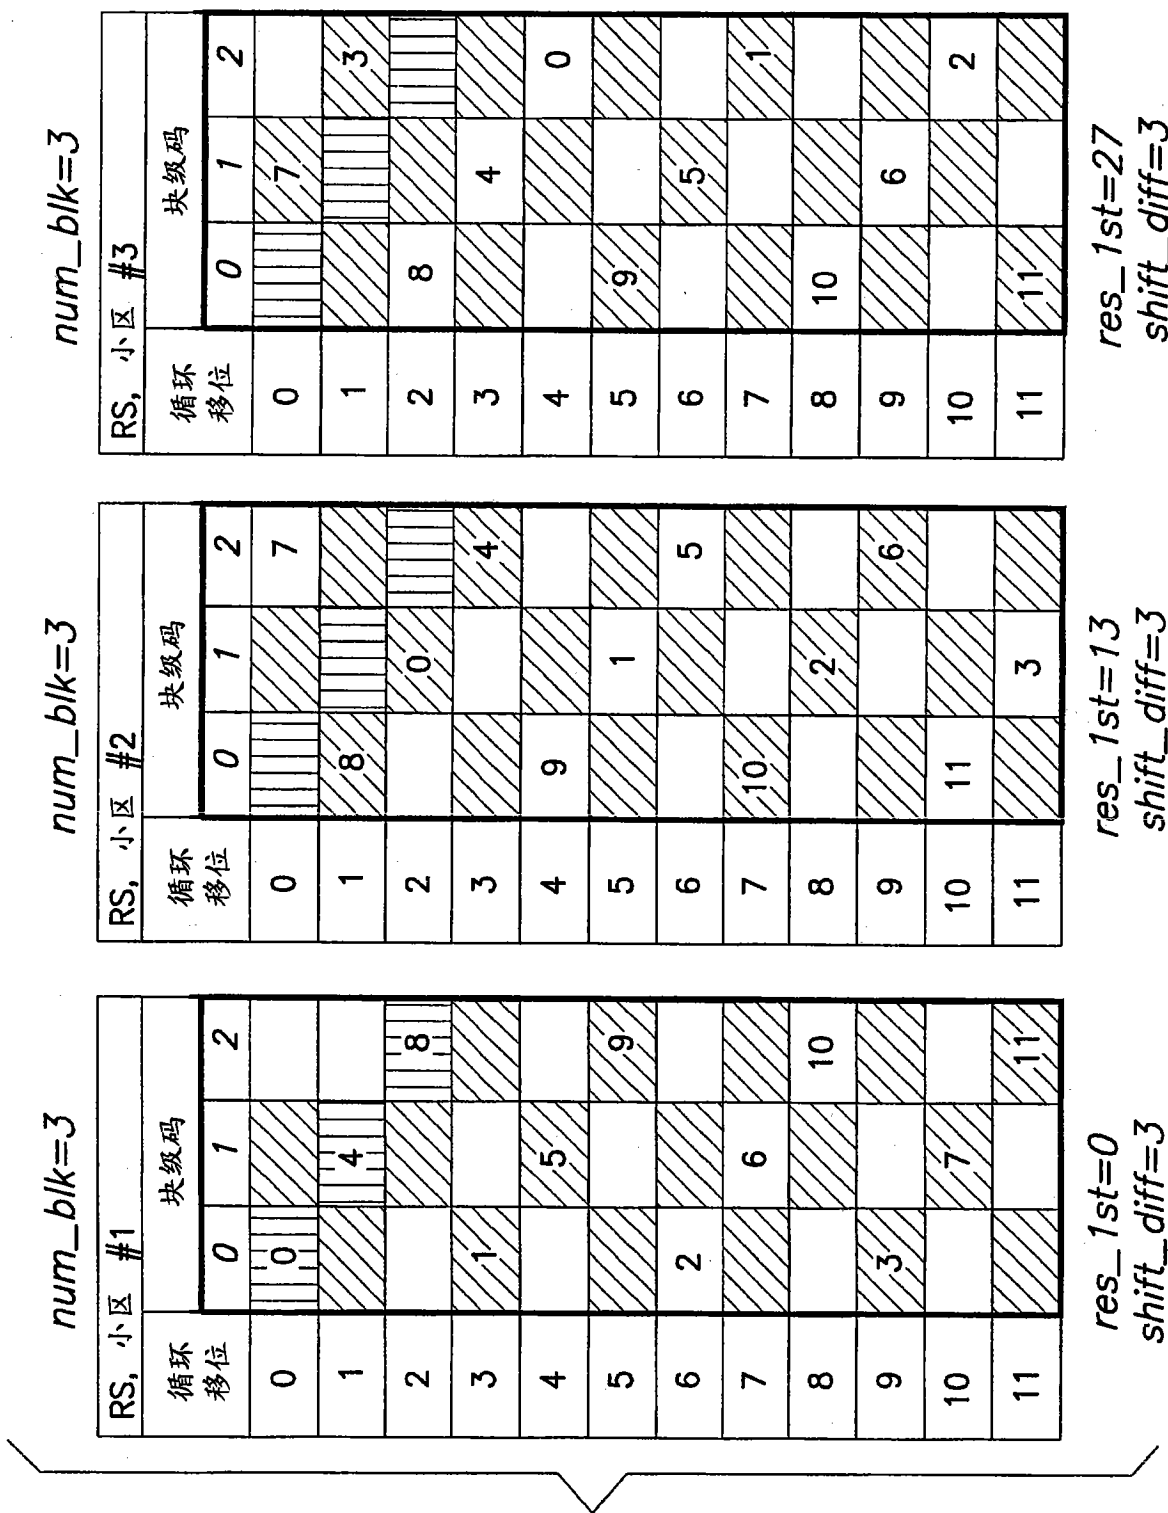 num_blk=3
RS, 小区 #1
循环 块级码
移位 0 1 2
0 0
1 4
2 8
3 1
4 5
5 9
6 2
7 6
8 10
9 3
10 7
11 11
res_1st=0
shift_diff=3
num_blk=3
RS, 小区 #2
循环 块级码
移位 0 1 2
0 7
1 8
2 0
3 4
4 9
5 1
6 5
7 10
8 2
9 6
10 11
11 3
res_1st=13
shift_diff=3
num_blk=3
RS, 小区 #3
循环 块级码
移位 0 1 2
0 7
1 3
2 8
3 4
4 0
5 9
6 5
7 1
8 10
9 6
10 2
11 11
res_1st=27
shift_diff=3